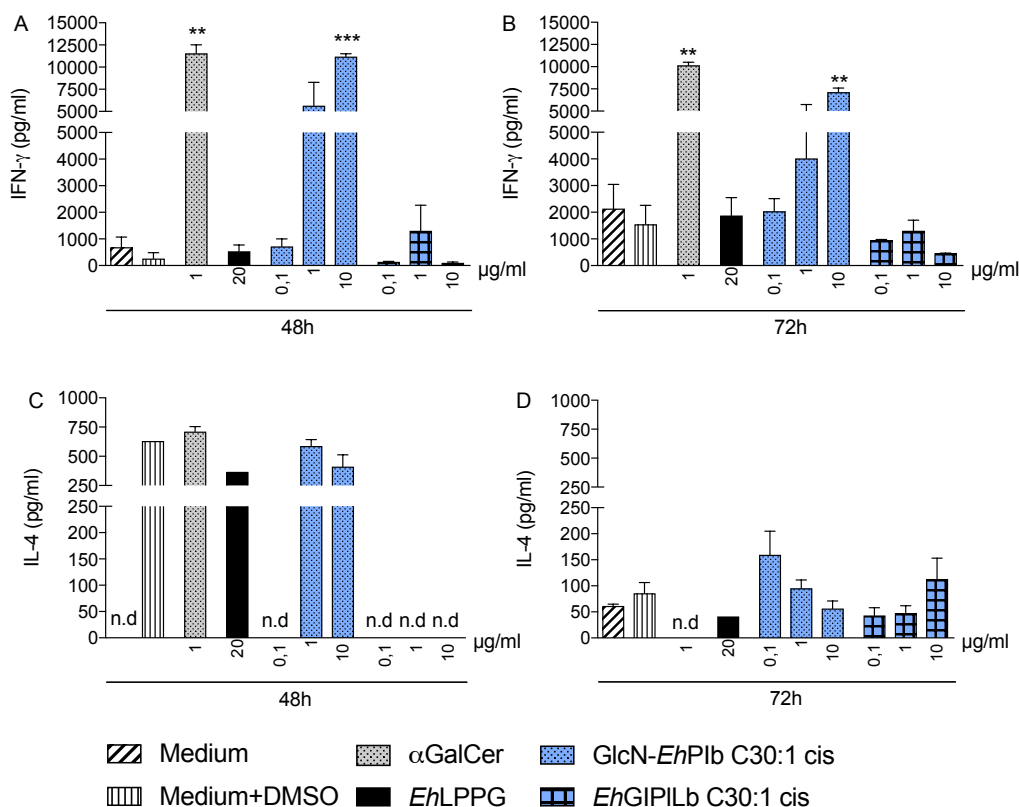 A
IFN-γ (pg/ml)
15000
12500
10000
7500
5000
5000
4000
3000
2000
1000
0
** ***
1 20 0,1 1 10 0,1 1 10 µg/ml
48h
B
IFN-γ (pg/ml)
15000
12500
10000
7500
5000
5000
4000
3000
2000
1000
0
** **
1 20 0,1 1 10 0,1 1 10 µg/ml
72h
C
IL-4 (pg/ml)
1000
750
500
250
250
200
150
100
50
0
n.d n.d n.d n.d n.d
1 20 0,1 1 10 0,1 1 10 µg/ml
48h
D
IL-4 (pg/ml)
1000
750
500
250
250
200
150
100
50
0
n.d
1 20 0,1 1 10 0,1 1 10 µg/ml
72h
Medium αGalCer GlcN-EhPIb C30:1 cis
Medium+DMSO EhLPPG EhGIPILb C30:1 cis